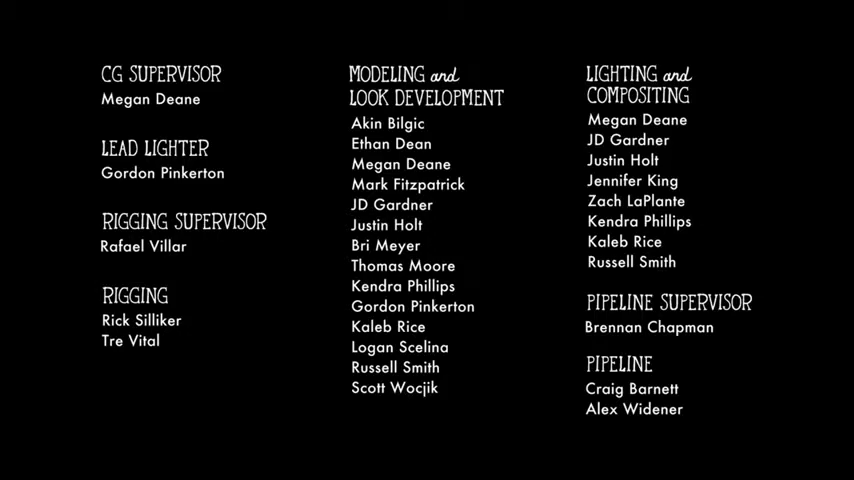 CG SUPERVISOR
Megan Deane
LEAD LIGHTER
Gordon Pinkerton
RIGGING SUPERVISOR
Rafael Villar
RIGGING
Rick Silliker
Tre Vital
MODELING and
LOOK DEVELOPMENT
Akin Bilgic
Ethan Dean
Megan Deane
Mark Fitzpatrick
JD Gardner
Justin Holt
Bri Meyer
Thomas Moore
Kendra Phillips
Gordon Pinkerton
Kaleb Rice
Logan Scelina
Russell Smith
Scott Wocjik
LIGHTING and
COMPOSITING
Megan Deane
JD Gardner
Justin Holt
Jennifer King
Zach LaPlante
Kendra Phillips
Kaleb Rice
Russell Smith
PIPELINE SUPERVISOR
Brennan Chapman
PIPELINE
Craig Barnett
Alex Widener